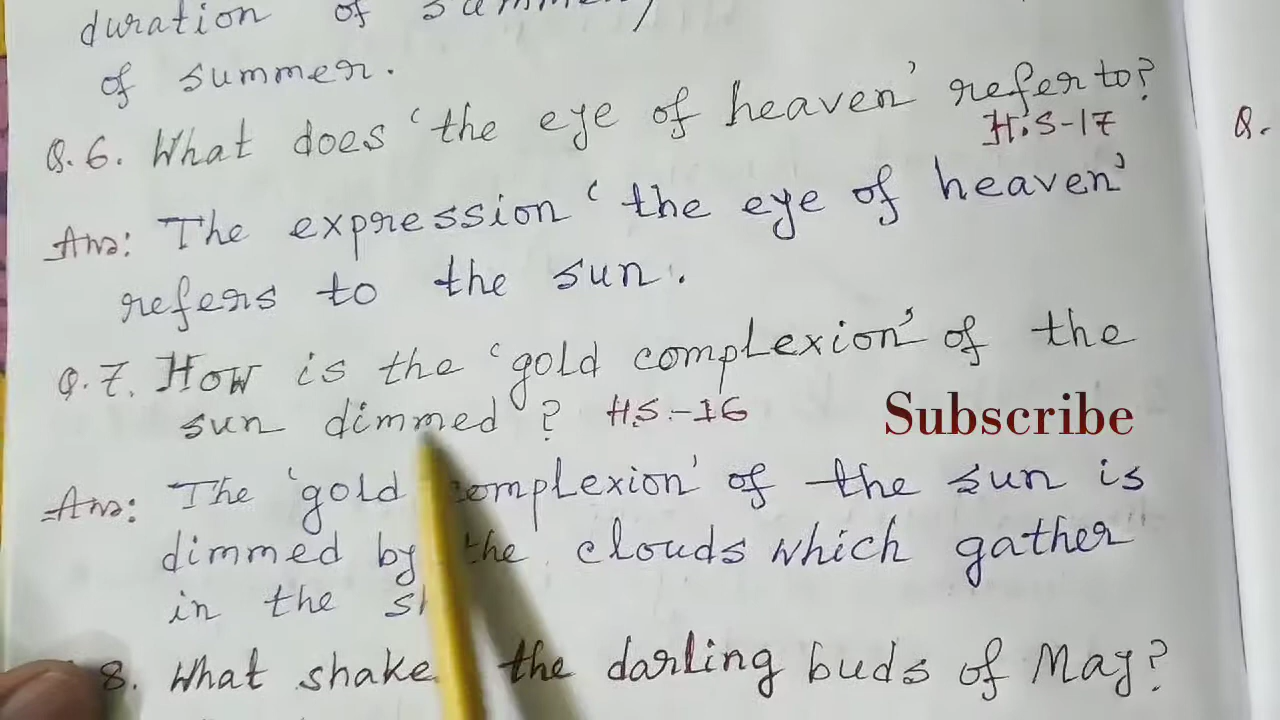 duration of
of summer.
Q.6. What does 'the eye of heaven' refer to?
H.S-17
Q.
Ans: The expression 'the eye of heaven'
refers to the sun.
Q.7. How is the 'gold complexion' of the
sun dimmed'? H.S.-16
Subscribe
Ans: The 'gold complexion' of the sun is
dimmed by the clouds which gather
in the
8. What shake the darling buds of May?